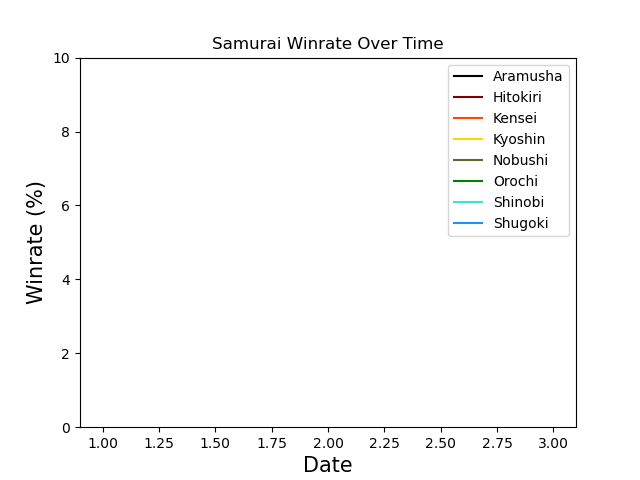 Samurai Winrate Over Time
Winrate (%)
10
8
6
4
2
0
Aramusha
Hitokiri
Kensei
Kyoshin
Nobushi
Orochi
Shinobi
Shugoki
1.00 1.25 1.50 1.75 2.00 2.25 2.50 2.75 3.00
Date